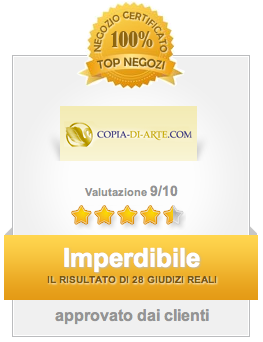 NEGOZIO CERTIFICATO
100%
TOP NEGOZI
COPIA-DI-ARTE.COM
Valutazione 9/10
Imperdibile
IL RISULTATO DI 28 GIUDIZI REALI
approvato dai clienti